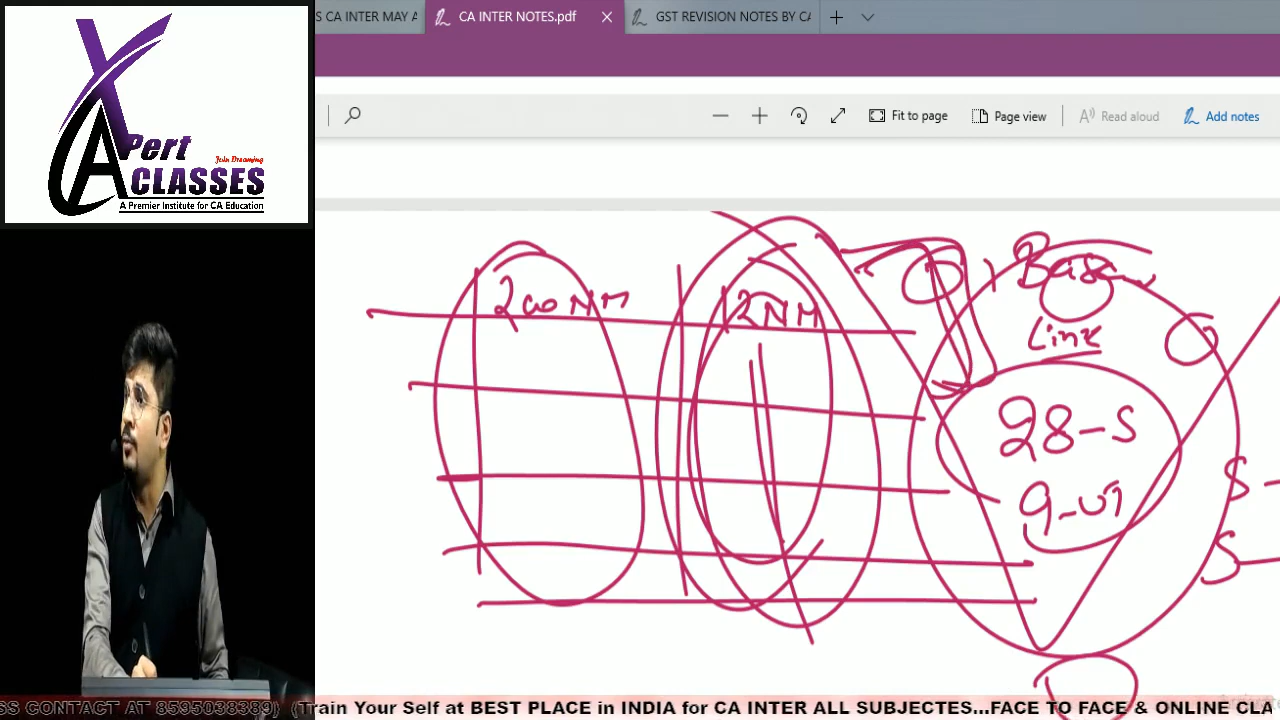 S CA INTER MAY A
CA INTER NOTES.pdf
GST REVISION NOTES BY CA
Fit to page
Page view
Read aloud
Add notes
Pert
Join Dreaming
CLASSES
A Premier Institute for CA Education
200 NM
12NM
Base
Line
28-S
9-UT
S-
S-
SS CONTACT AT 8595038389) (Train Your Self at BEST PLACE in INDIA for CA INTER ALL SUBJECTES...FACE TO FACE & ONLINE CLA